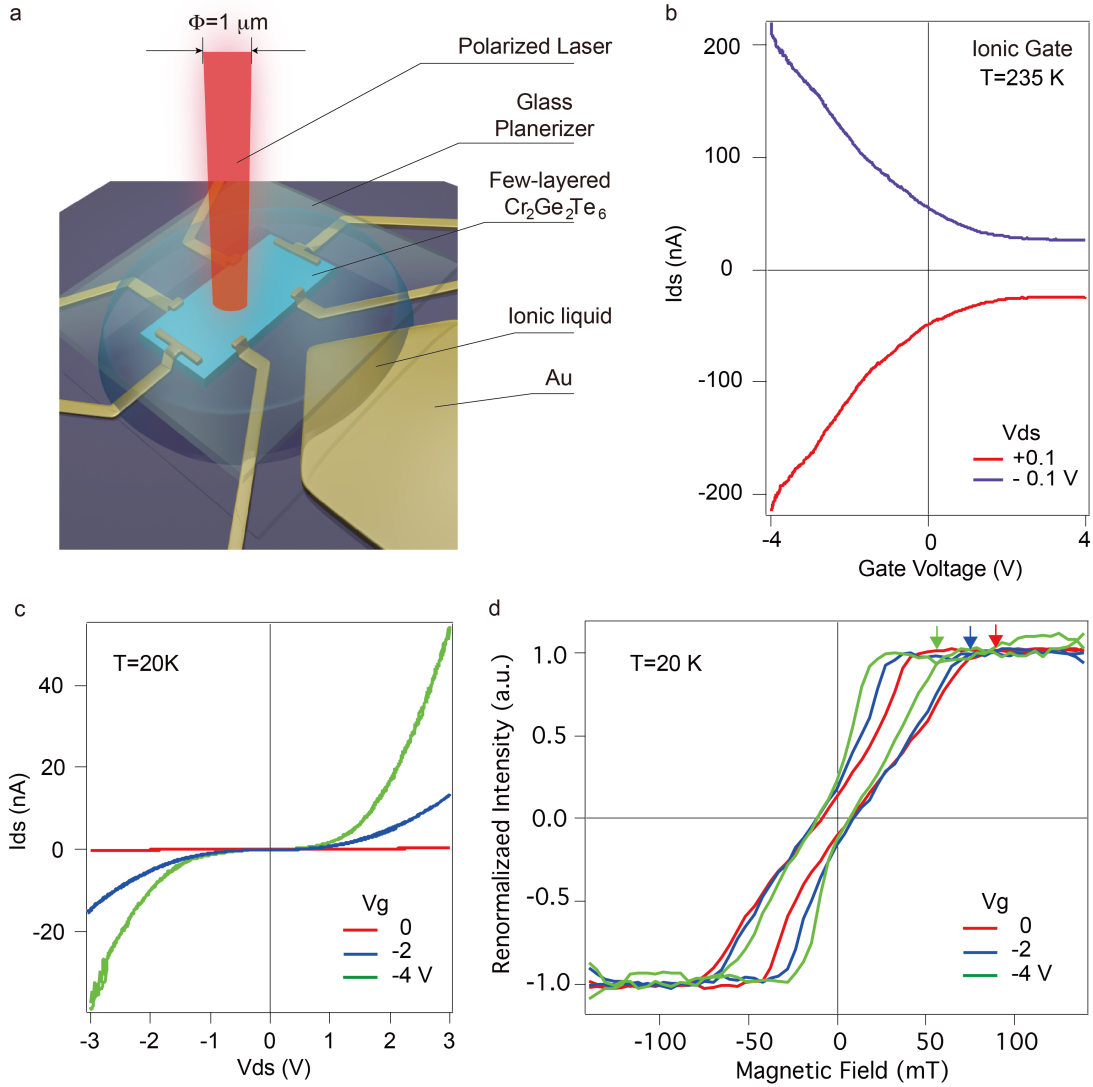 a
Φ=1 μm
Polarized Laser
Glass
Planerizer
Few-layered
Cr2Ge2Te6
Ionic liquid
Au
b
Ionic Gate
T=235 K
200
100
0
-100
-200
Ids (nA)
Vds
+0.1
- 0.1 V
-4
0
4
Gate Voltage (V)
c
T=20K
40
20
0
-20
Ids (nA)
Vg
0
-2
-4 V
-3
-2
-1
0
1
2
3
Vds (V)
d
T=20 K
1.0
0.5
0.0
-0.5
-1.0
Renormalizaed Intensity (a.u.)
Vg
0
-2
-4 V
-100
-50
0
50
100
Magnetic Field (mT)